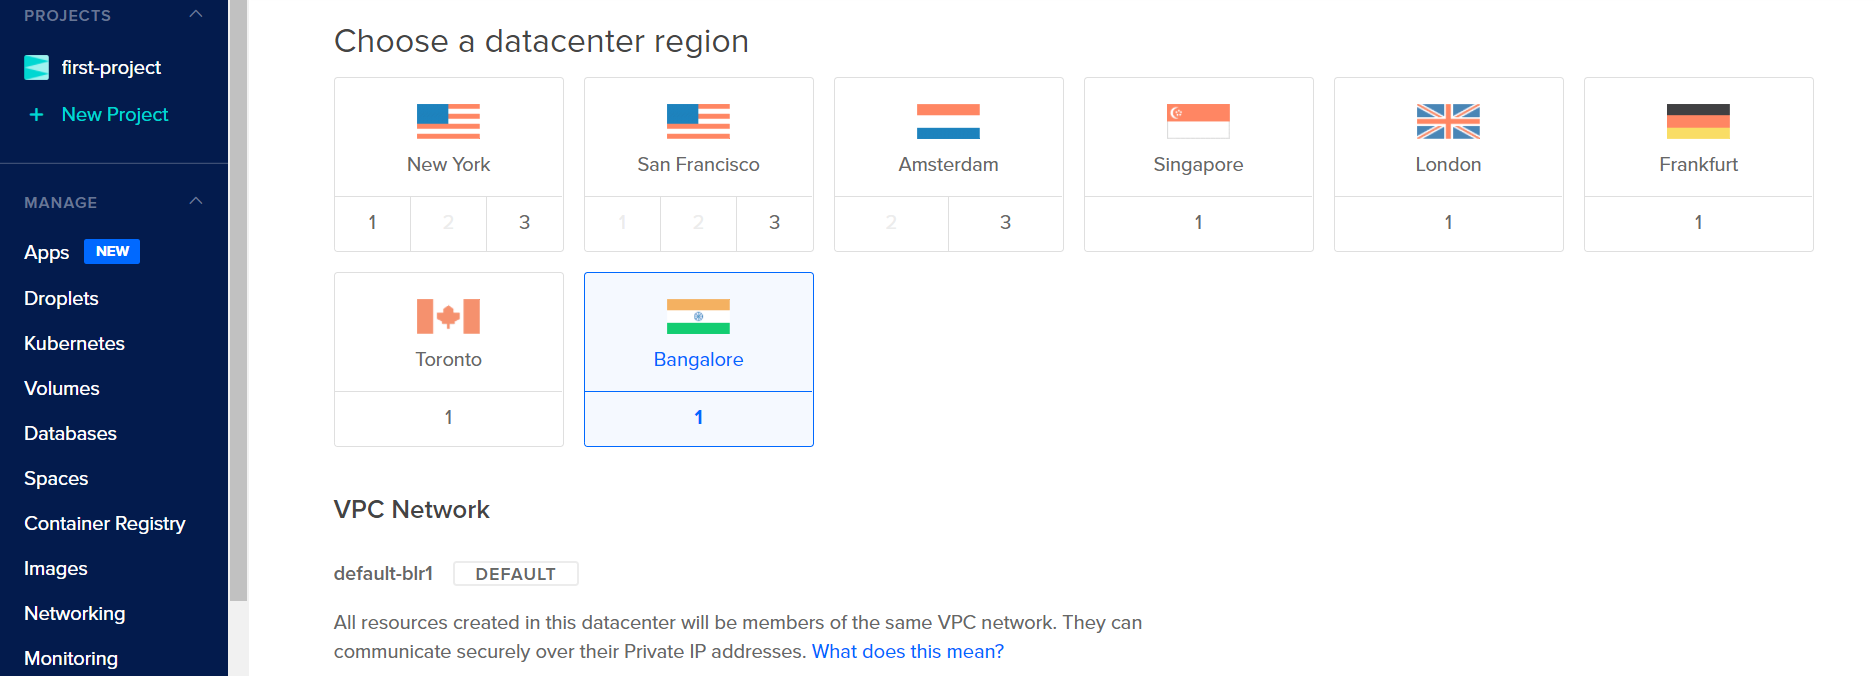 PROJECTS
first-project
+ New Project
MANAGE
Apps NEW
Droplets
Kubernetes
Volumes
Databases
Spaces
Container Registry
Images
Networking
Monitoring
Choose a datacenter region
New York
1 2 3
San Francisco
1 2 3
Amsterdam
2 3
Singapore
1
London
1
Frankfurt
1
Toronto
1
Bangalore
1
VPC Network
default-blr1 DEFAULT
All resources created in this datacenter will be members of the same VPC network. They can
communicate securely over their Private IP addresses. What does this mean?